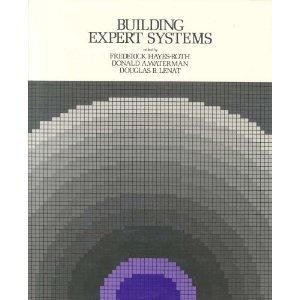 BUILDING
EXPERT SYSTEMS
edited by
FREDERICK HAYES-ROTH
DONALD A. WATERMAN
DOUGLAS B. LENAT